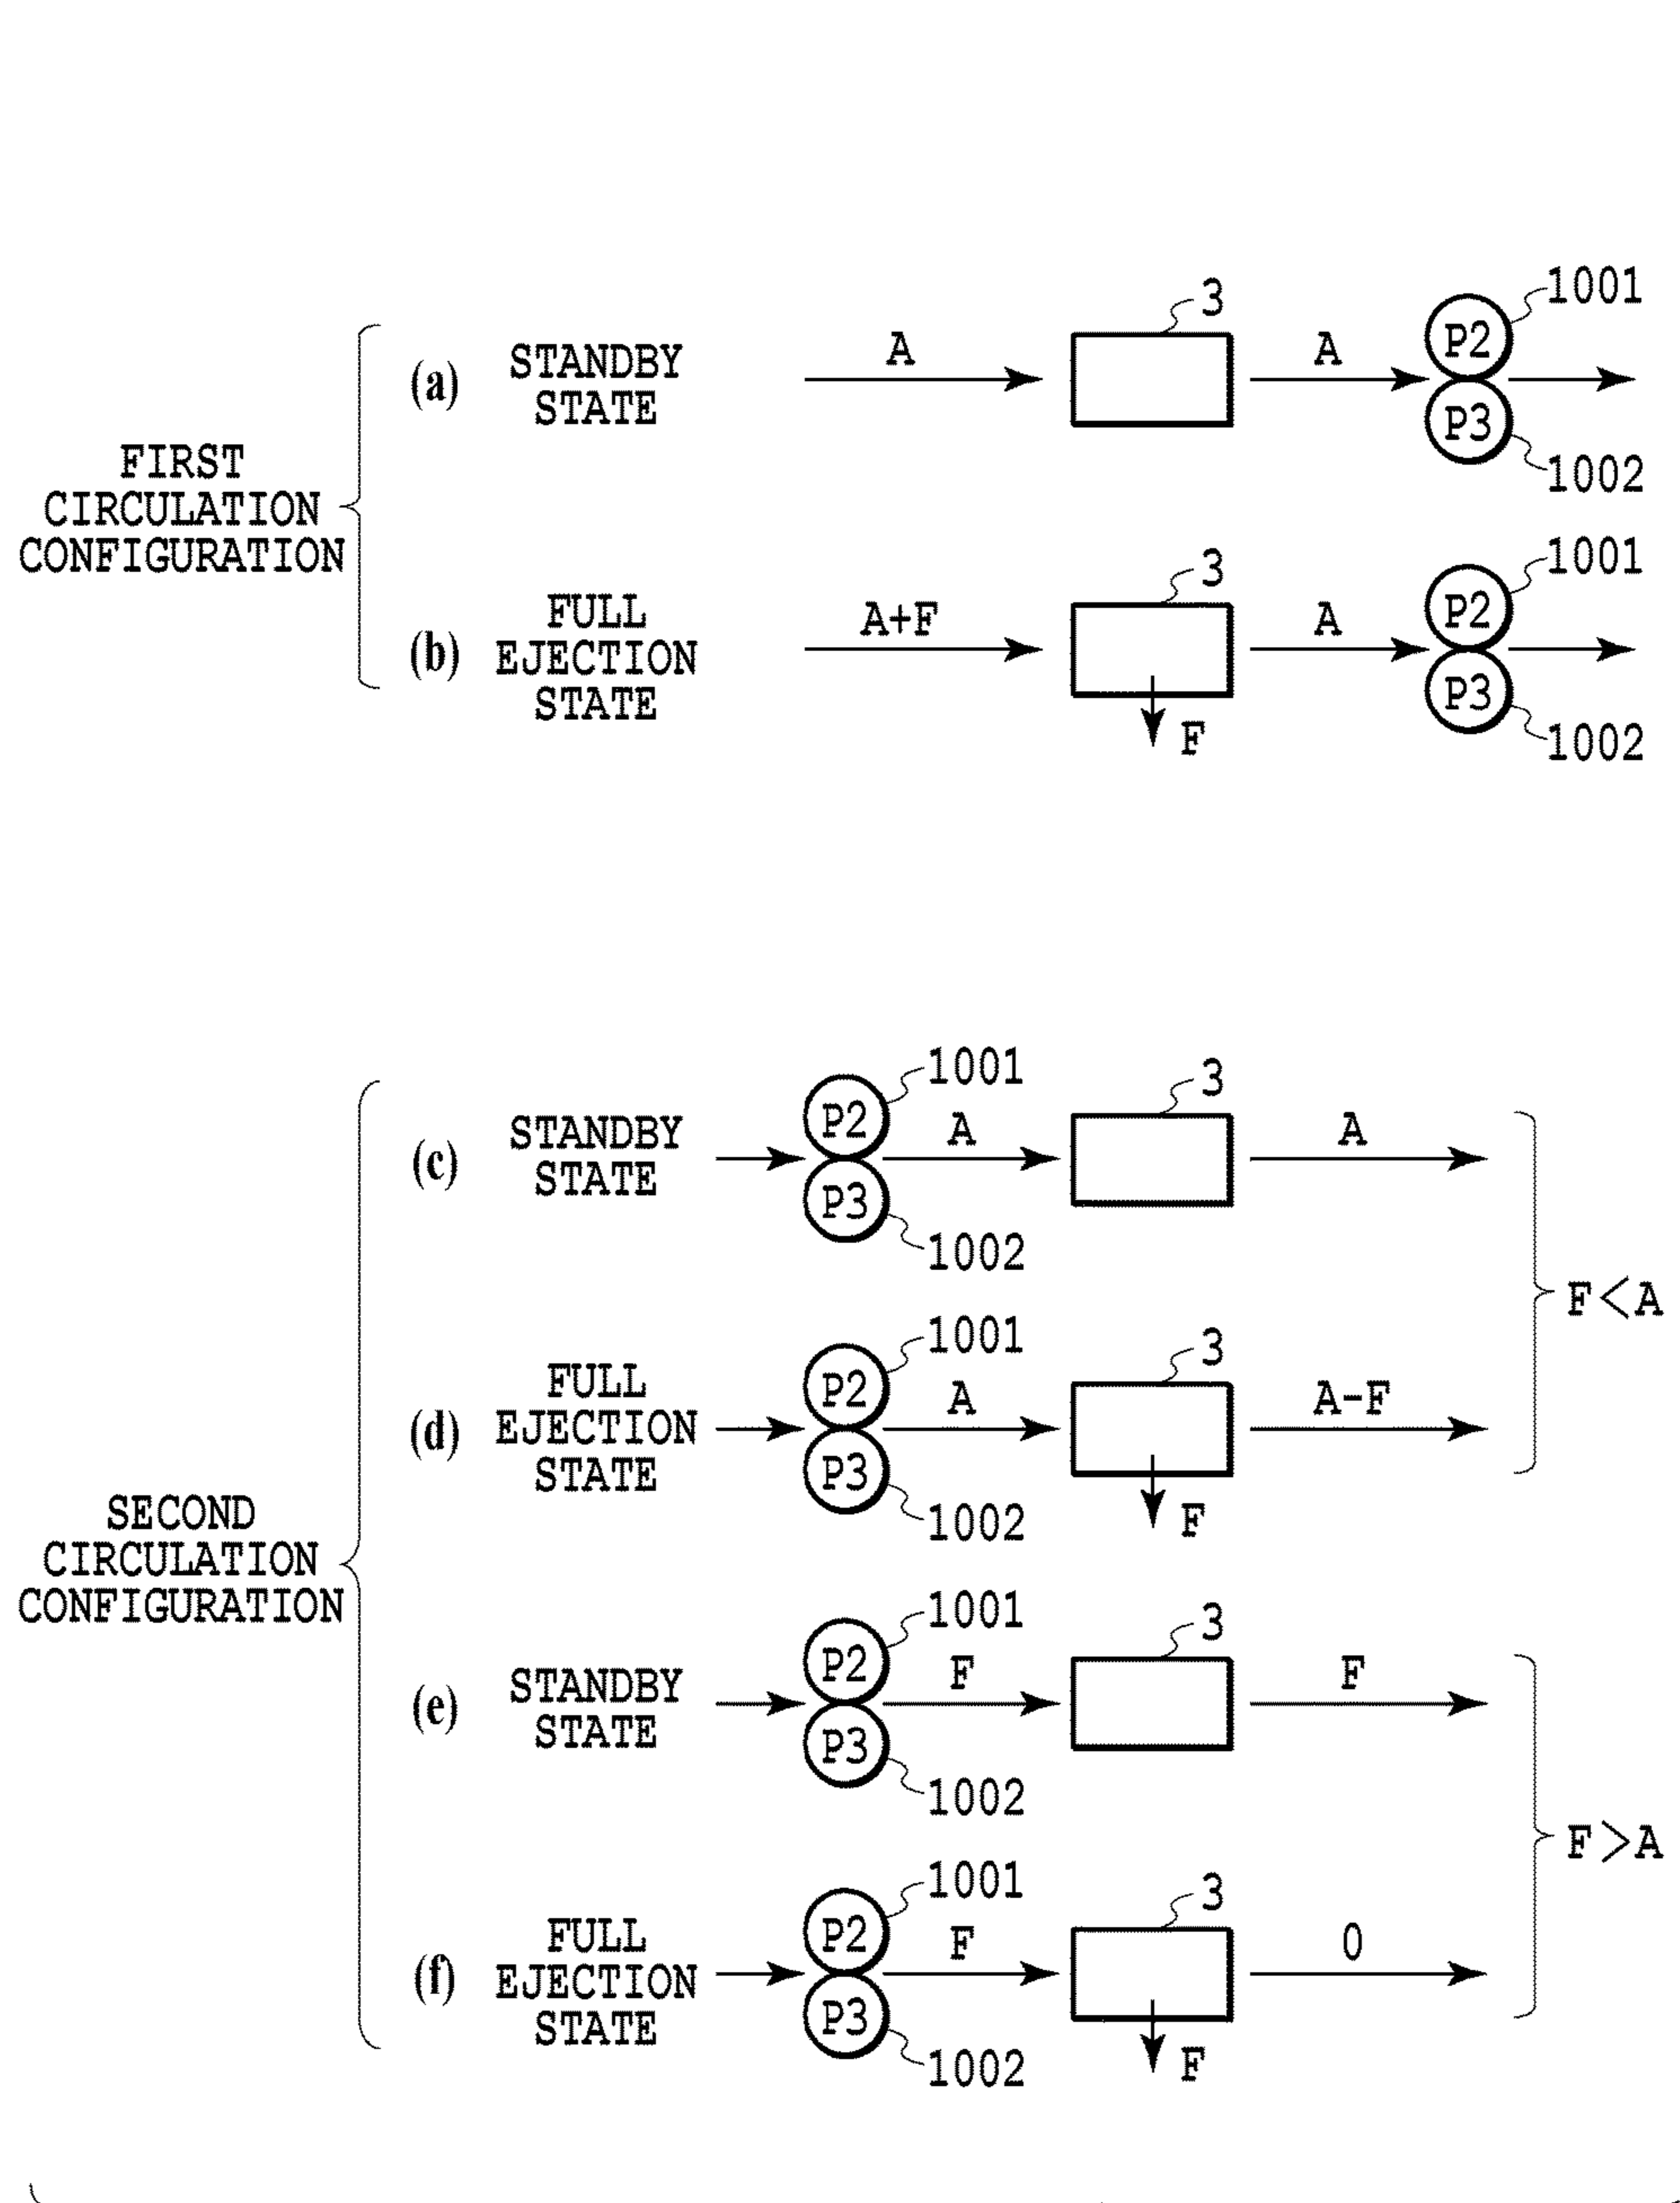 FIRST
CIRCULATION
CONFIGURATION
(a)
STANDBY
STATE
A
3
A
P2
1001
P3
1002
(b)
FULL
EJECTION
STATE
A+F
3
F
A
P2
1001
P3
1002
SECOND
CIRCULATION
CONFIGURATION
(c)
STANDBY
STATE
P2
1001
P3
1002
A
3
A
(d)
FULL
EJECTION
STATE
P2
1001
P3
1002
A
3
F
A-F
F<A
(e)
STANDBY
STATE
P2
1001
P3
1002
F
3
F
(f)
FULL
EJECTION
STATE
P2
1001
P3
1002
F
3
F
0
F>A